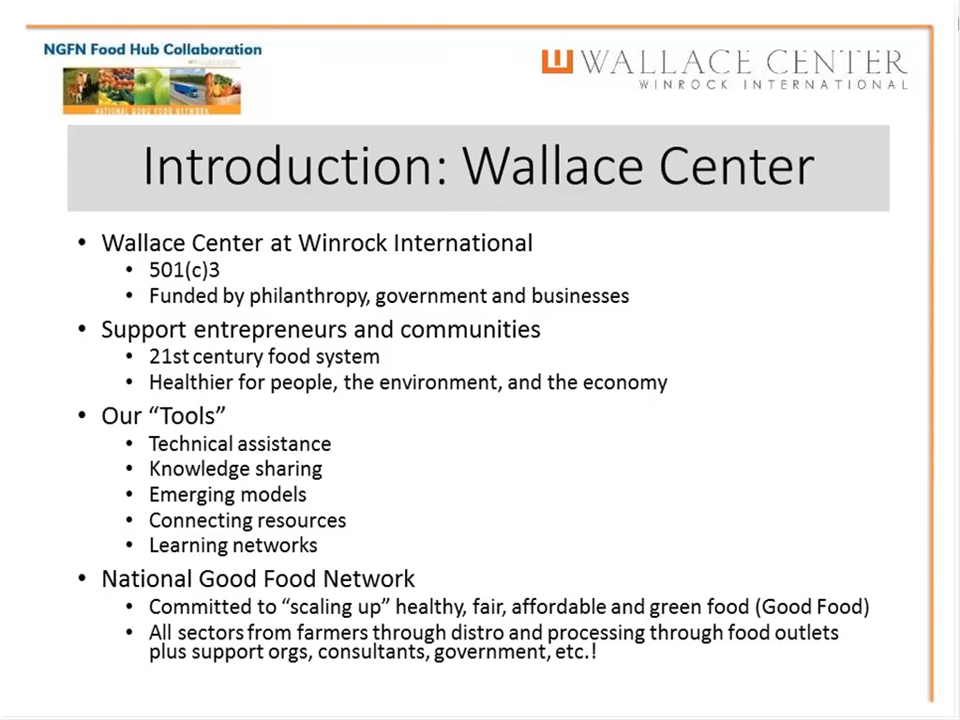 NGFN Food Hub Collaboration
NATIONAL GOOD FOOD NETWORK
WALLACE CENTER
WINROCK INTERNATIONAL
Introduction: Wallace Center
• Wallace Center at Winrock International
• 501(c)3
• Funded by philanthropy, government and businesses
• Support entrepreneurs and communities
• 21st century food system
• Healthier for people, the environment, and the economy
• Our “Tools”
• Technical assistance
• Knowledge sharing
• Emerging models
• Connecting resources
• Learning networks
• National Good Food Network
• Committed to “scaling up” healthy, fair, affordable and green food (Good Food)
• All sectors from farmers through distro and processing through food outlets
plus support orgs, consultants, government, etc.!